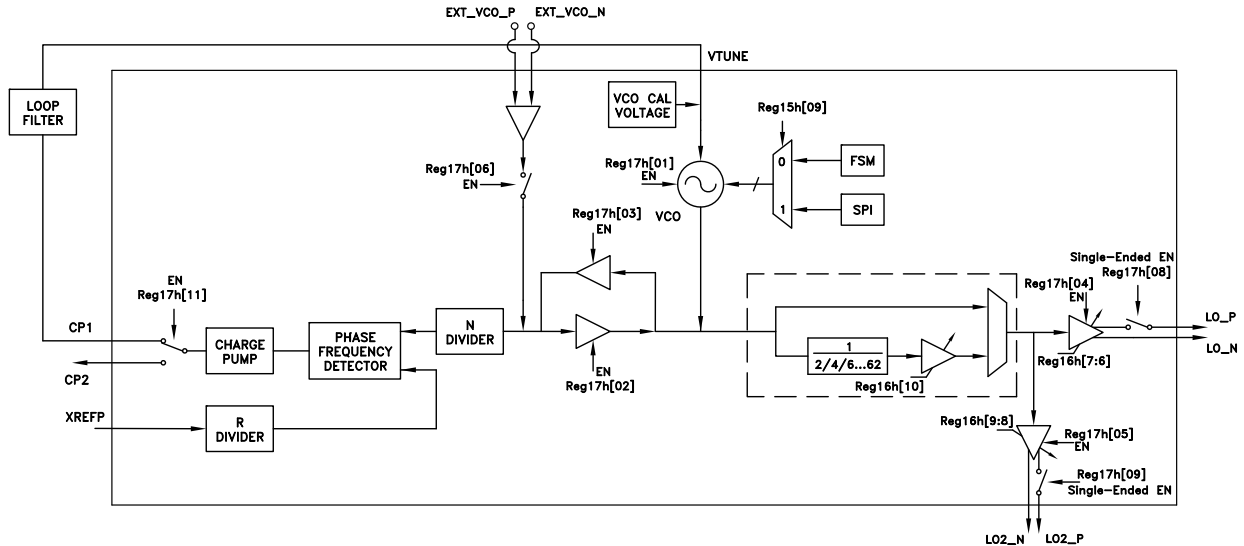 EXT_VCO_P
EXT_VCO_N
VTUNE
LOOP
FILTER
VCO CAL
VOLTAGE
Reg15h[09]
Reg17h[06]
EN
Reg17h[01]
EN
0
FSM
1
SPI
VCO
Reg17h[03]
EN
EN
Reg17h[11]
Single-Ended EN
Reg17h[08]
Reg17h[04]
EN
CP1
CHARGE
PUMP
PHASE
FREQUENCY
DETECTOR
N
DIVIDER
LO_P
LO_N
CP2
EN
Reg17h[02]
1
2/4/6...62
Reg16h[10]
Reg16h[7:6]
XREFP
R
DIVIDER
Reg16h[9:8]
Reg17h[05]
EN
Reg17h[09]
Single-Ended EN
LO2_N
LO2_P